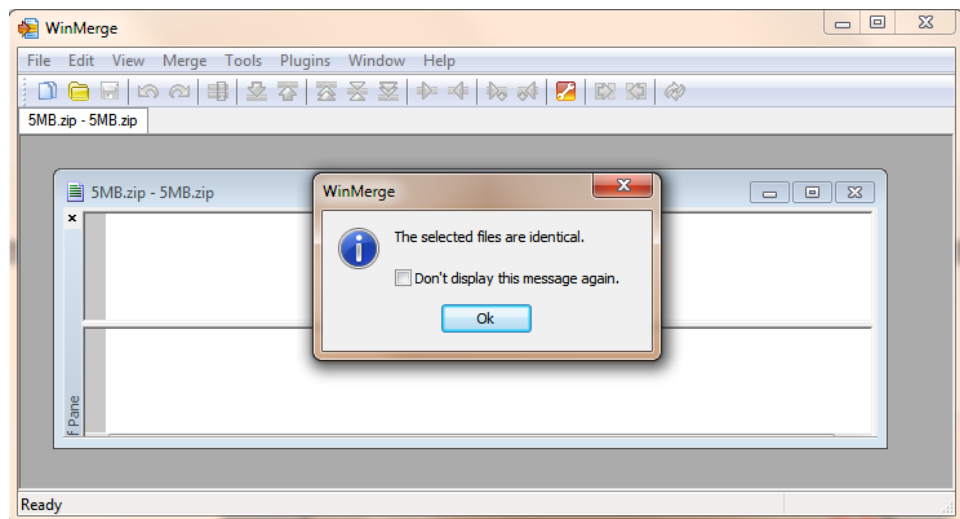 WinMerge
File Edit View Merge Tools Plugins Window Help
5MB.zip - 5MB.zip
5MB.zip - 5MB.zip
WinMerge
The selected files are identical.
Don't display this message again.
Ok
f Pane
Ready